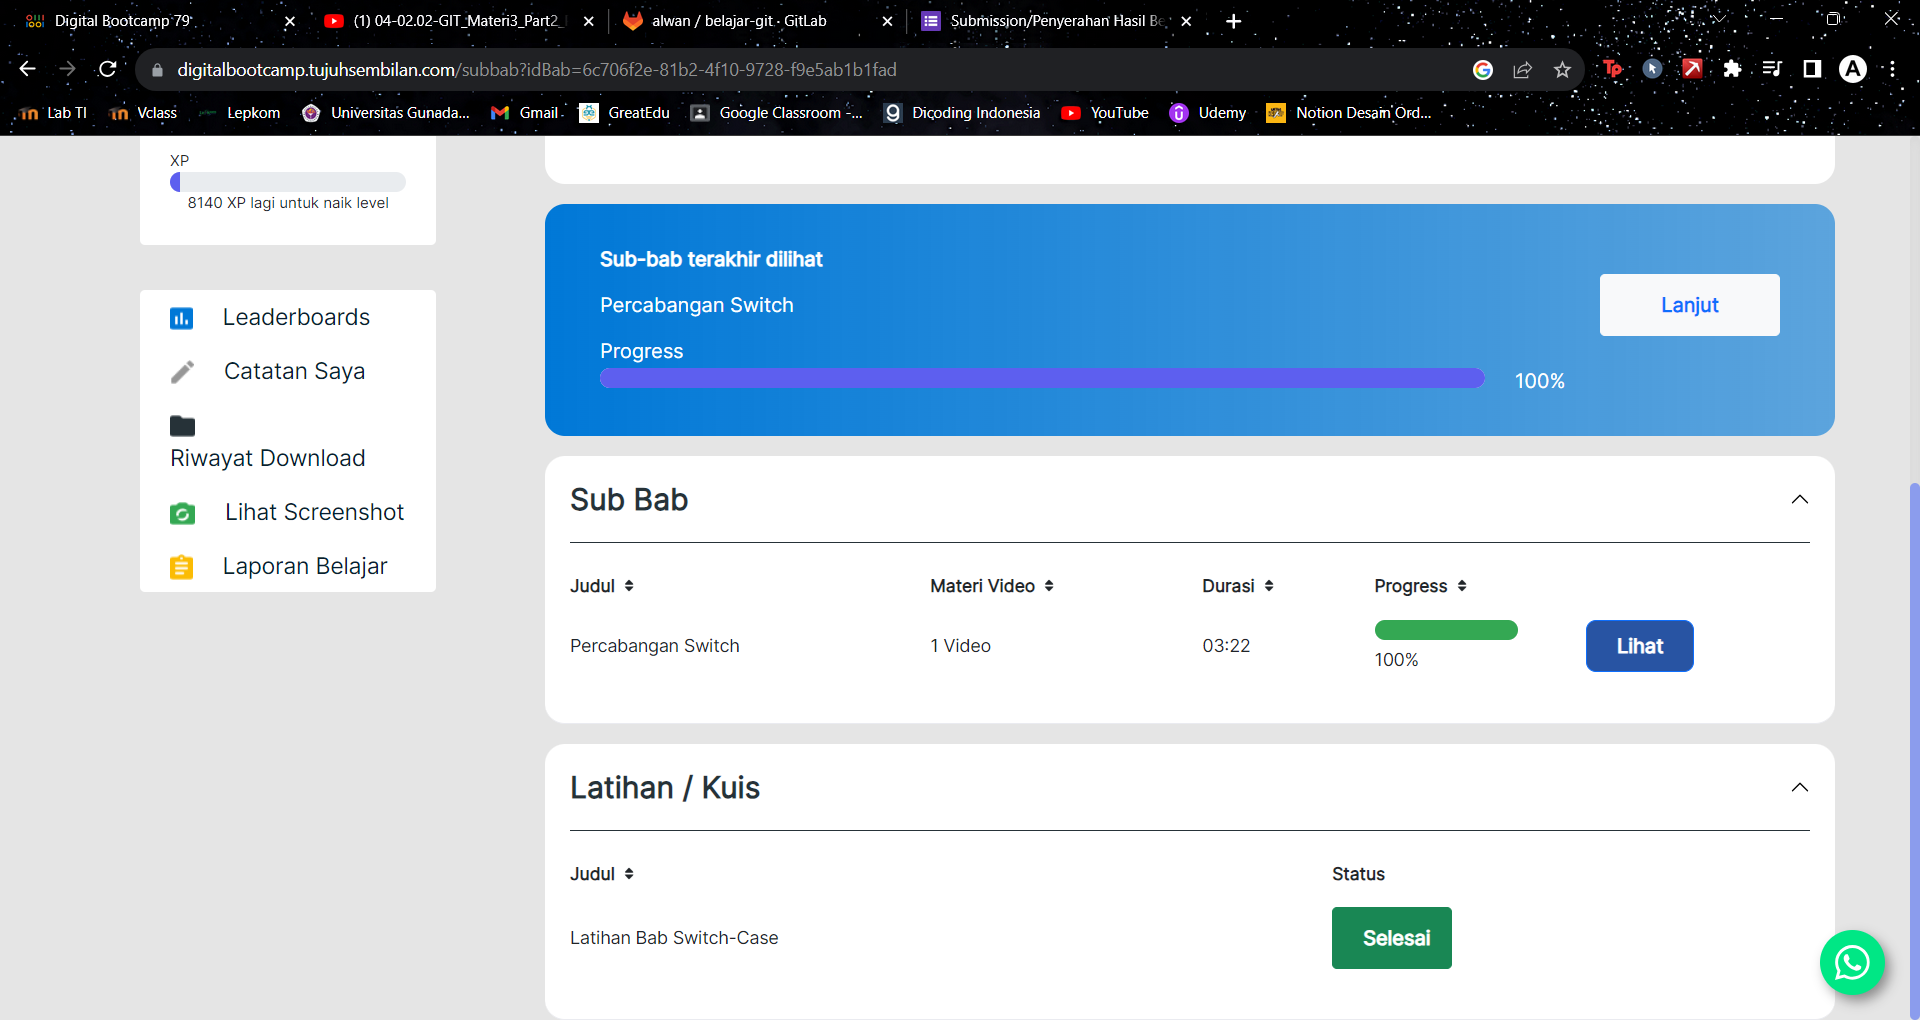 Digital Bootcamp 79
(1) 04-02.02-GIT_Materi3_Part2_
alwan / belajar-git · GitLab
Submission/Penyerahan Hasil Be
digitalbootcamp.tujuhsembilan.com/subbab?idBab=6c706f2e-81b2-4f10-9728-f9e5ab1b1fad
Lab TI
Vclass
Lepkom
Universitas Gunada...
Gmail
GreatEdu
Google Classroom -...
Dicoding Indonesia
YouTube
Udemy
Notion Desain Ord...
XP
8140 XP lagi untuk naik level
Leaderboards
Catatan Saya
Riwayat Download
Lihat Screenshot
Laporan Belajar
Sub-bab terakhir dilihat
Percabangan Switch
Lanjut
Progress
100%
Sub Bab
Judul Materi Video Durasi Progress
Percabangan Switch 1 Video 03:22 100% Lihat
Latihan / Kuis
Judul Status
Latihan Bab Switch-Case Selesai